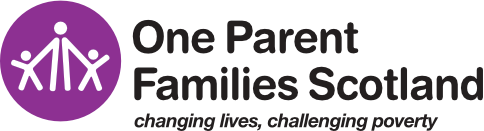 One Parent
Families Scotland
changing lives, challenging poverty